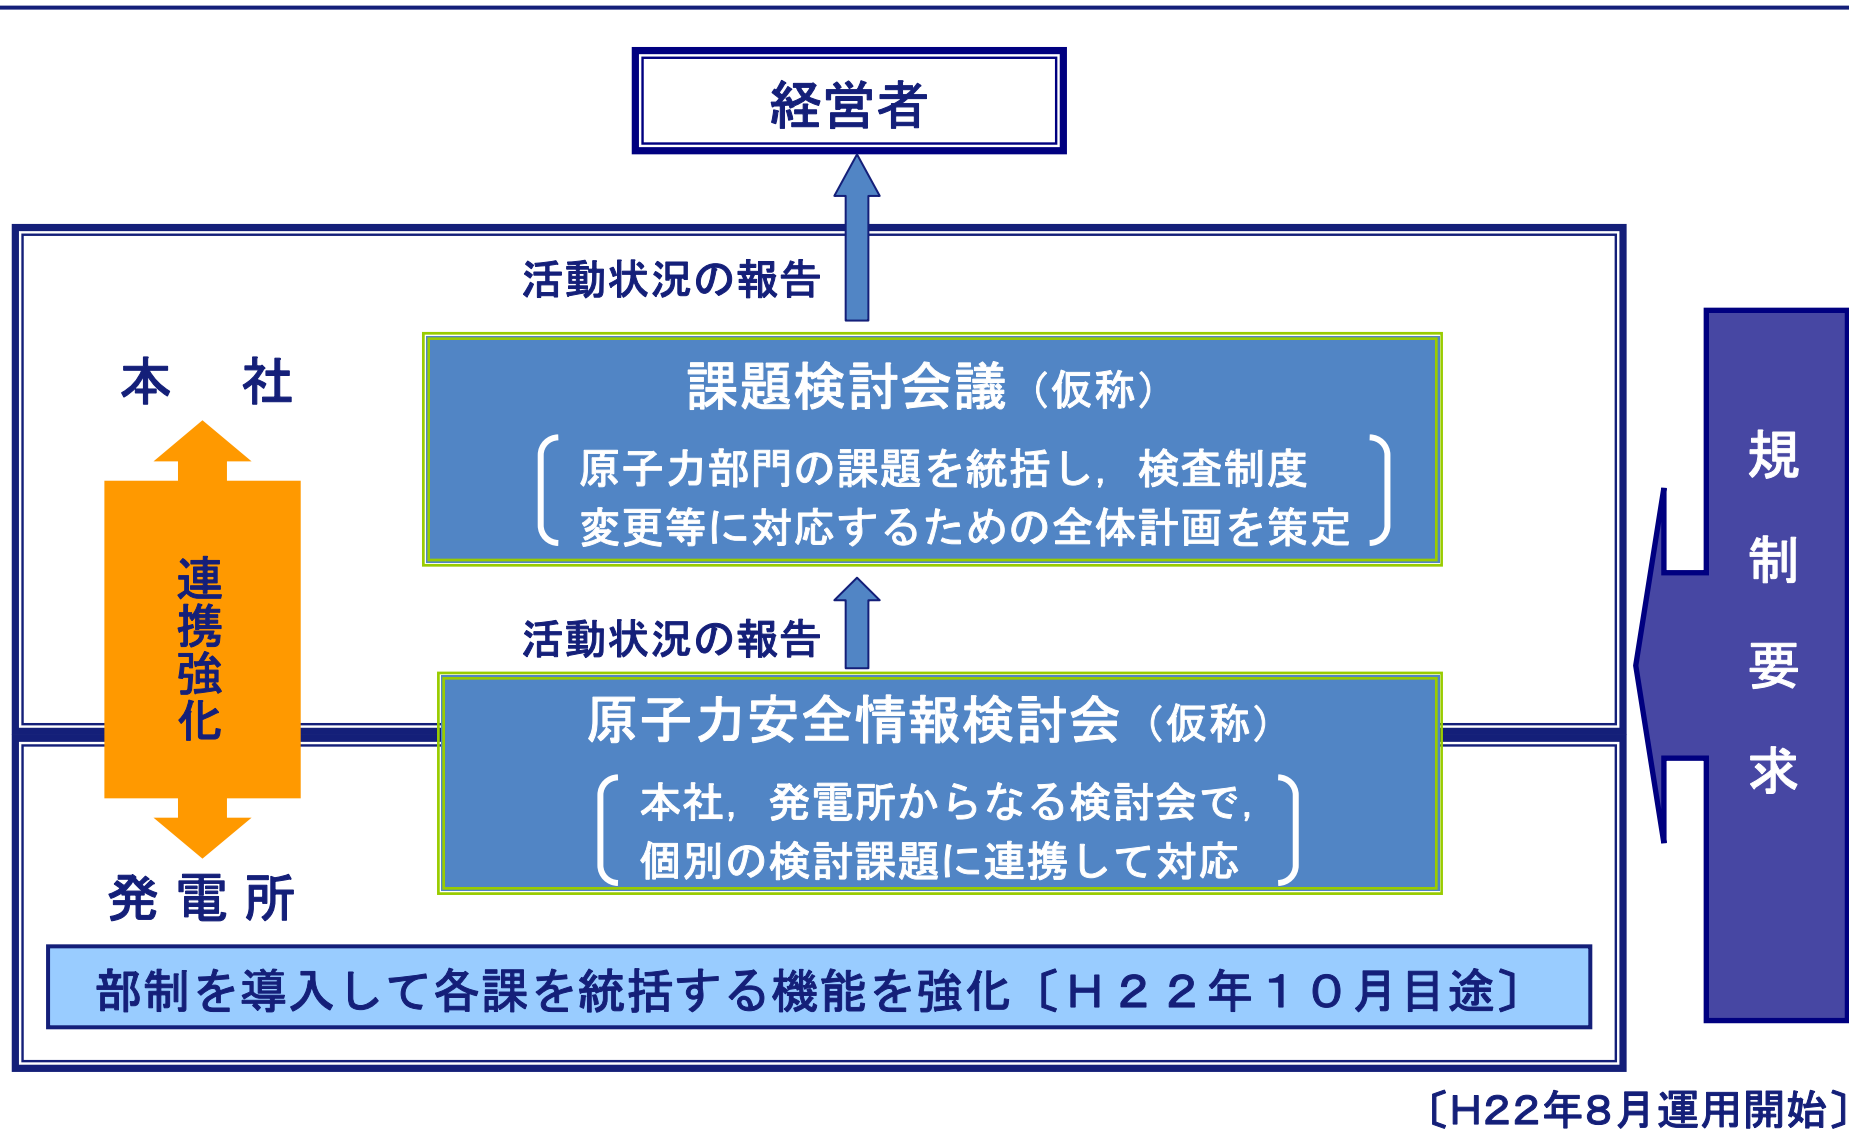 経営者
活動状況の報告
本　社
課題検討会議（仮称）
原子力部門の課題を統括し，検査制度
変更等に対応するための全体計画を策定
規制要求
連携強化
活動状況の報告
原子力安全情報検討会（仮称）
本社，発電所からなる検討会で，
個別の検討課題に連携して対応
発電所
部制を導入して各課を統括する機能を強化〔Ｈ２２年１０月目途〕
〔H22年8月運用開始〕